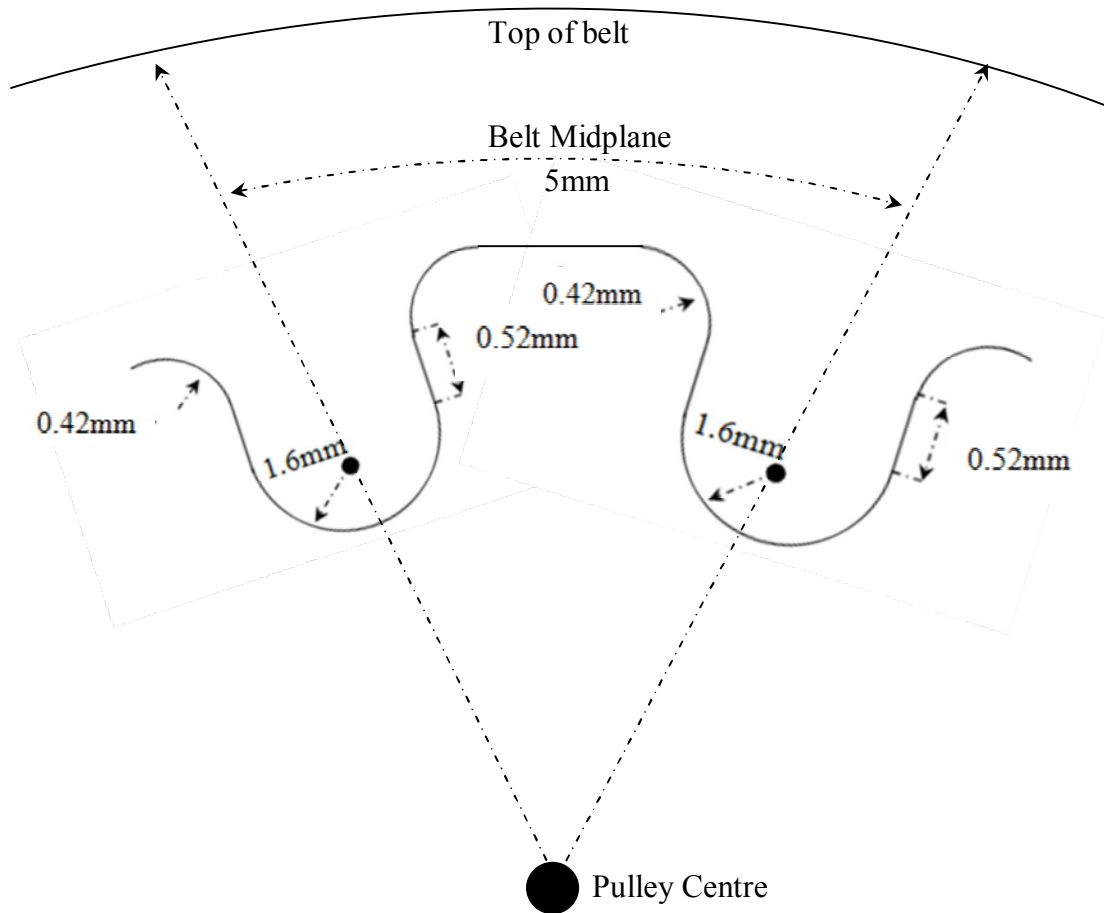 Top of belt
Belt Midplane
5mm
0.42mm
0.52mm
0.42mm
1.6mm
1.6mm
0.52mm
Pulley Centre